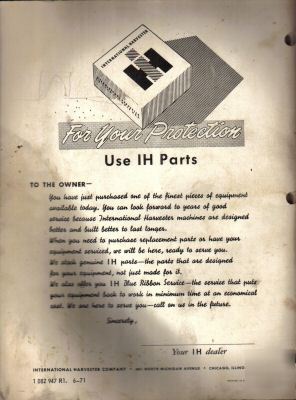 INTERNATIONAL HARVESTER
IH
For Your Protection
Use IH Parts
TO THE OWNER—
You have just purchased one of the finest pieces of equipment
available today. You can look forward to years of good
service because International Harvester machines are designed
better and built better to last longer.
When you need to purchase replacement parts or have your
equipment serviced, we will be here, ready to serve you.
We stock genuine IH parts—the parts that are designed
for your equipment, not just made for it.
We also offer you IH Blue Ribbon Service—the service that puts
your equipment back to work in minimum time at an economical
cost. We are here to serve you—call on us in the future.
Sincerely,
Your IH dealer
INTERNATIONAL HARVESTER COMPANY • 401 NORTH MICHIGAN AVENUE • CHICAGO, ILLINO
1 082 947 R1. 6-71